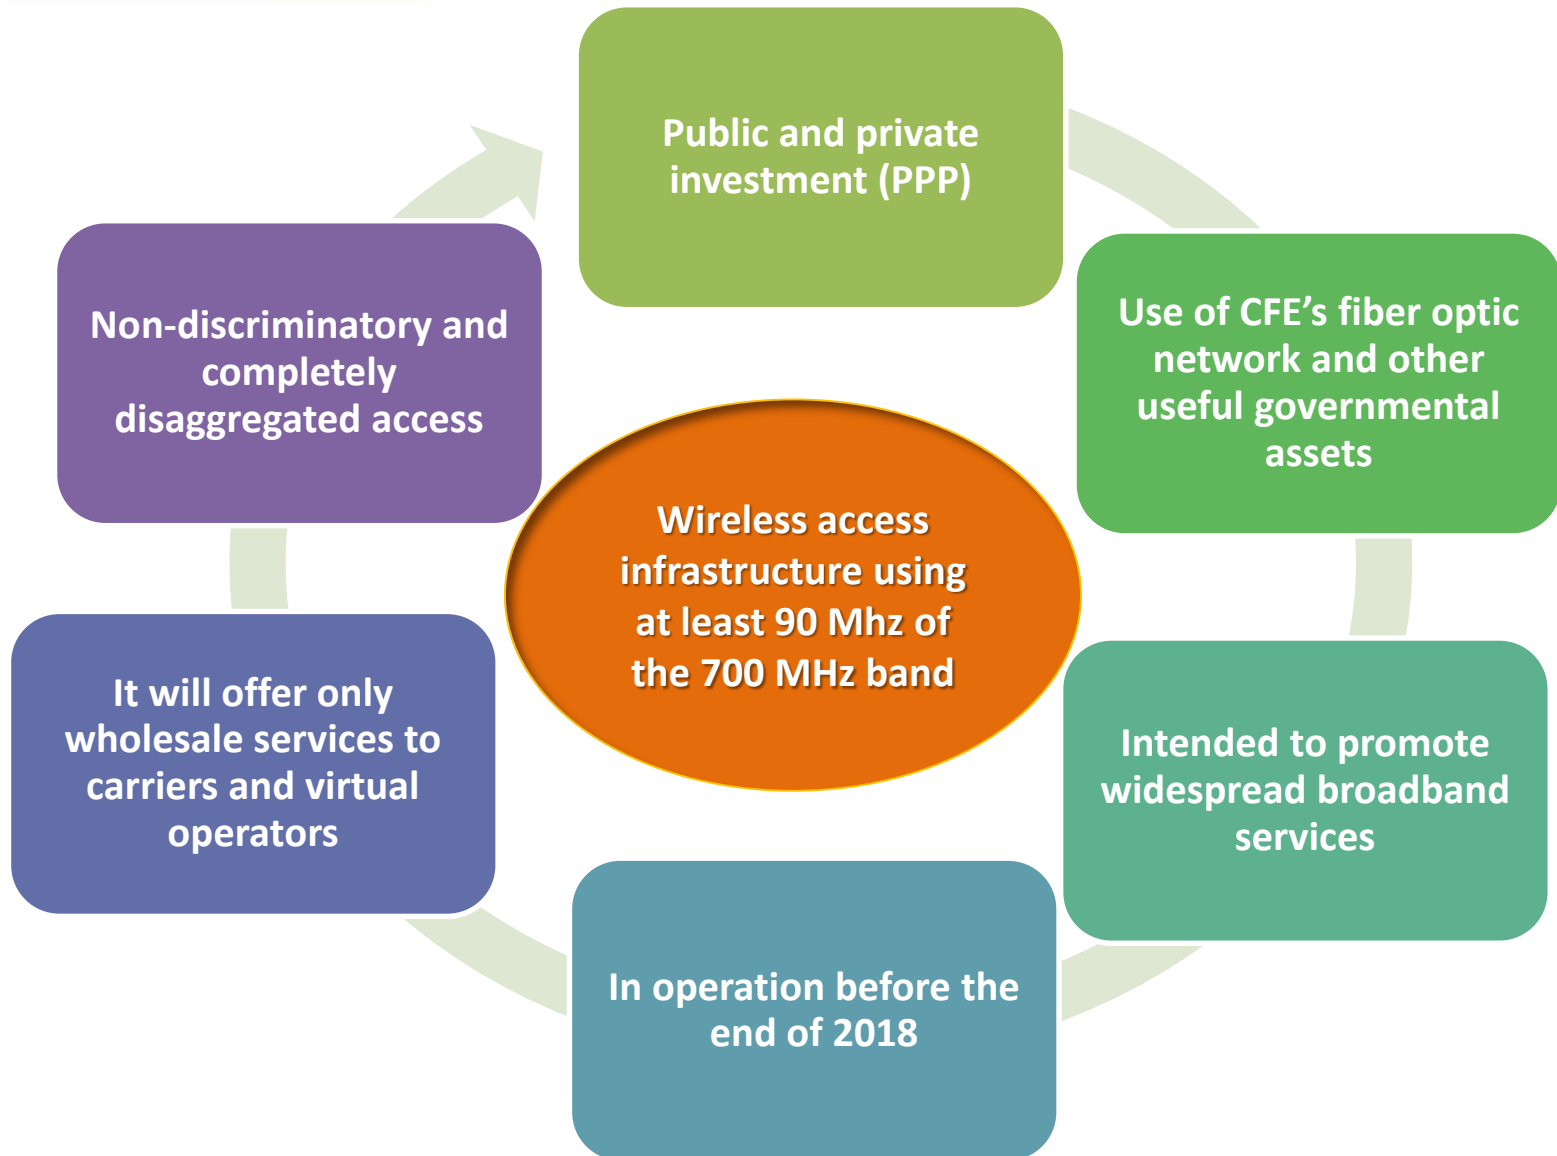 Public and private
investment (PPP)
Use of CFE’s fiber optic
network and other
useful governmental
assets
Intended to promote
widespread broadband
services
In operation before the
end of 2018
It will offer only
wholesale services to
carriers and virtual
operators
Non-discriminatory and
completely
disaggregated access
Wireless access
infrastructure using
at least 90 Mhz of
the 700 MHz band